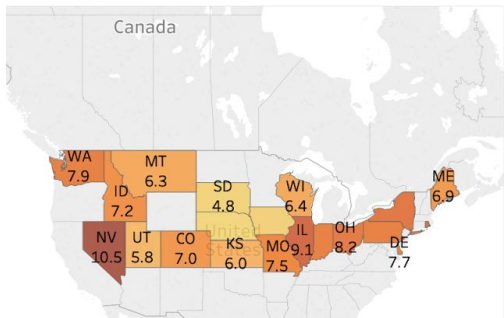 Canada
WA
7.9
MT
6.3
ID
7.2
SD
4.8
WI
6.4
ME
6.9
NV
10.5
UT
5.8
CO
7.0
United
States
KS
6.0
MO
7.5
IL
9.1
OH
8.2
DE
7.7